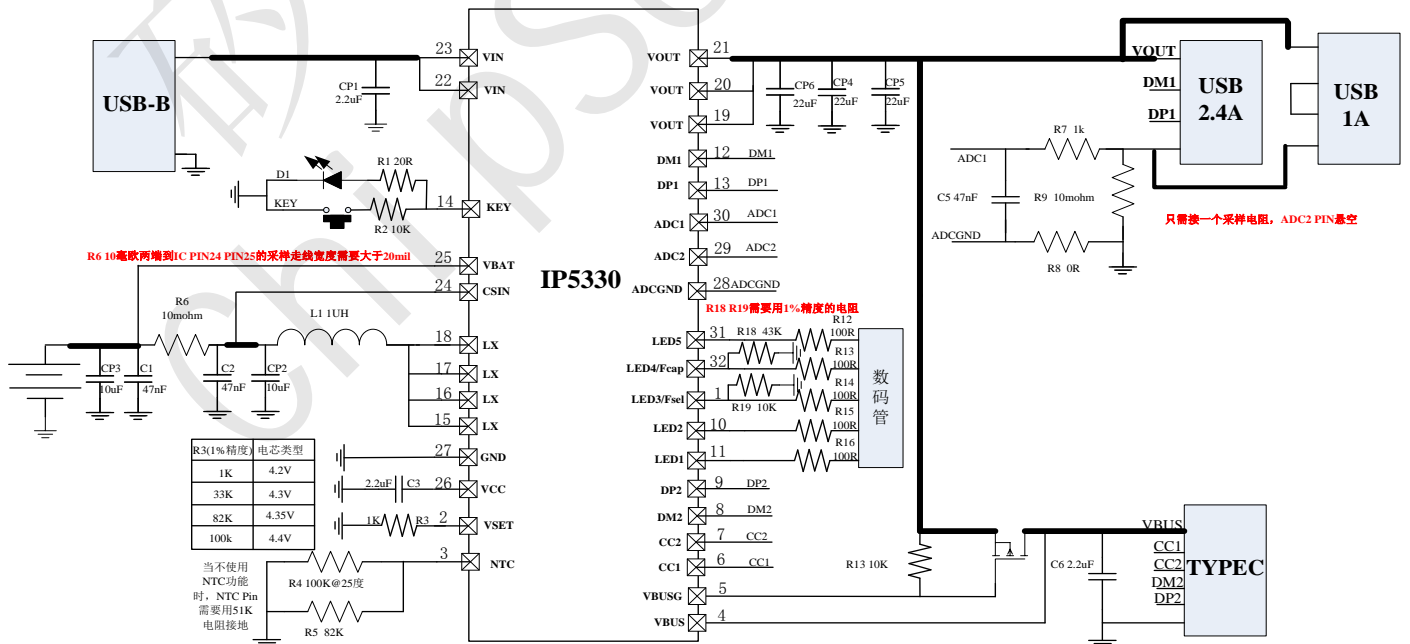 USB-B
CP1
2.2uF
23
VIN
22
VIN
D1
R1 20R
KEY
R2 10K
14
KEY
R6 10毫欧两端到IC PIN24 PIN25的采样走线宽度需要大于20mil
25
VBAT
24
CSIN
R6
10mohm
L1 1UH
CP3
10uF
C1
47nF
C2
47nF
CP2
10uF
18
LX
17
LX
16
LX
15
LX
R3(1%精度)
电芯类型
1K
4.2V
33K
4.3V
82K
4.35V
100k
4.4V
27
GND
2.2uF
C3
26
VCC
1K
R3
2
VSET
3
NTC
当不使用
NTC功能
时，NTC Pin
需要用51K
电阻接地
R4 100K@25度
R5 82K
IP5330
VOUT
21
VOUT
20
VOUT
19
CP6
22uF
CP4
22uF
CP5
22uF
DM1
12
DM1
DP1
13
DP1
ADC1
30
ADC1
ADC2
29
ADC2
ADCGND
28
ADCGND
R18 R19需要用1%精度的电阻
LED5
31
R18 43K
R12
100R
LED4/Fcap
32
R13
100R
LED3/Fsel
1
R19 10K
R14
100R
LED2
10
R15
100R
LED1
11
R16
100R
数
码
管
DP2
9
DP2
DM2
8
DM2
CC2
7
CC2
CC1
6
CC1
VBUSG
5
VBUS
4
R13 10K
C6 2.2uF
VBUS
CC1
CC2
DM2
DP2
TYPEC
VOUT
DM1
DP1
USB
2.4A
USB
1A
ADC1
R7 1k
C5 47nF
R9 10mohm
ADCGND
R8 0R
只需接一个采样电阻，ADC2 PIN悬空